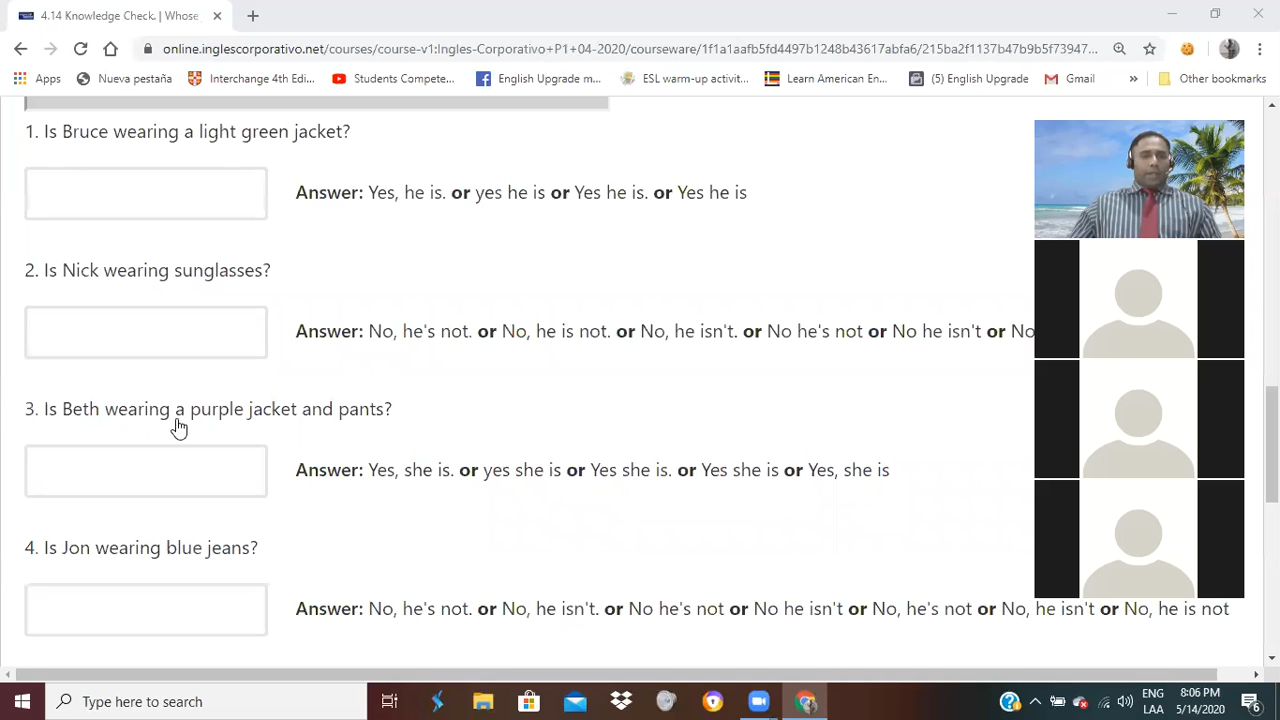 4.14 Knowledge Check. | Whose
online.inglescorporativo.net/courses/course-v1:Ingles-Corporativo+P1+04-2020/courseware/1f1a1aafb5fd4497b1248b43617abfa6/215ba2f1137b47b9b5f73947...
Apps Nueva pestaña Interchange 4th Edi... Students Compete... English Upgrade m... ESL warm-up activit... Learn American En... (5) English Upgrade Gmail » Other bookmarks
1. Is Bruce wearing a light green jacket?
Answer: Yes, he is. or yes he is or Yes he is. or Yes he is
2. Is Nick wearing sunglasses?
Answer: No, he's not. or No, he is not. or No, he isn't. or No he's not or No he isn't or No
3. Is Beth wearing a purple jacket and pants?
Answer: Yes, she is. or yes she is or Yes she is. or Yes she is or Yes, she is
4. Is Jon wearing blue jeans?
Answer: No, he's not. or No, he isn't. or No he's not or No he isn't or No, he's not or No, he isn't or No, he is not
Type here to search
ENG 8:06 PM
LAA 5/14/2020 6